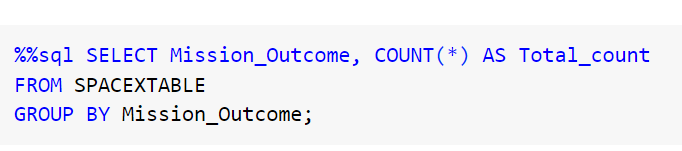 %%sql SELECT Mission_Outcome, COUNT(*) AS Total_count
FROM SPACEXTABLE
GROUP BY Mission_Outcome;